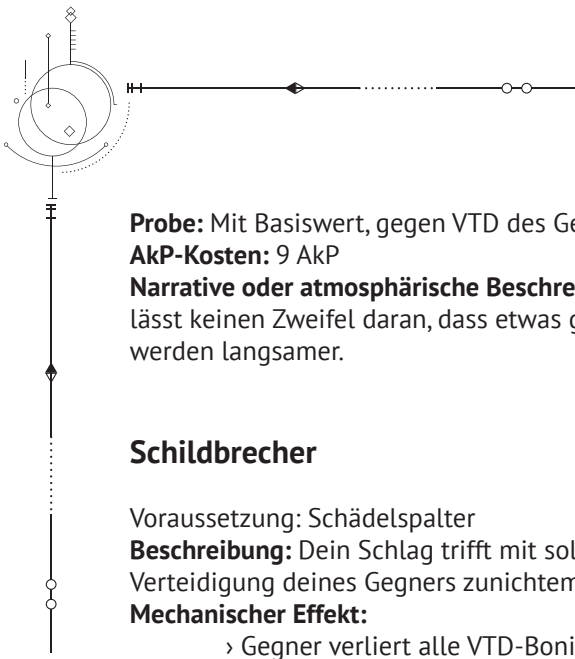 Probe: Mit Basiswert, gegen VTD des Ge
AkP-Kosten: 9 AkP
Narrative oder atmosphärische Beschre
lässt keinen Zweifel daran, dass etwas g
werden langsamer.
Schildbrecher
Voraussetzung: Schädelspalter
Beschreibung: Dein Schlag trifft mit sol
Verteidigung deines Gegners zunichtem
Mechanischer Effekt:
› Gegner verliert alle VTD-Boni